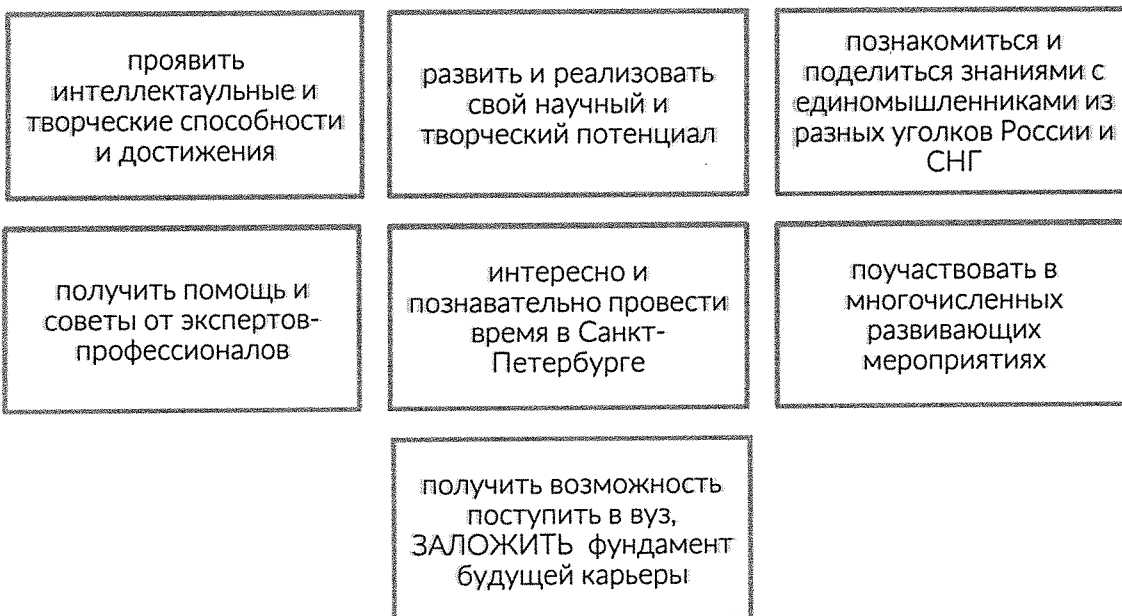 проявить
интеллектаульные и
творческие способности
и достижения
развить и реализовать
свой научный и
творческий потенциал
познакомиться и
поделиться знаниями с
единомышленниками из
разных уголков России и
СНГ
получить помощь и
советы от экспертов-
профессионалов
интересно и
познавательно провести
время в Санкт-
Петербурге
поучаствовать в
многочисленных
развивающих
мероприятиях
получить возможность
поступить в вуз,
ЗАЛОЖИТЬ фундамент
будущей карьеры